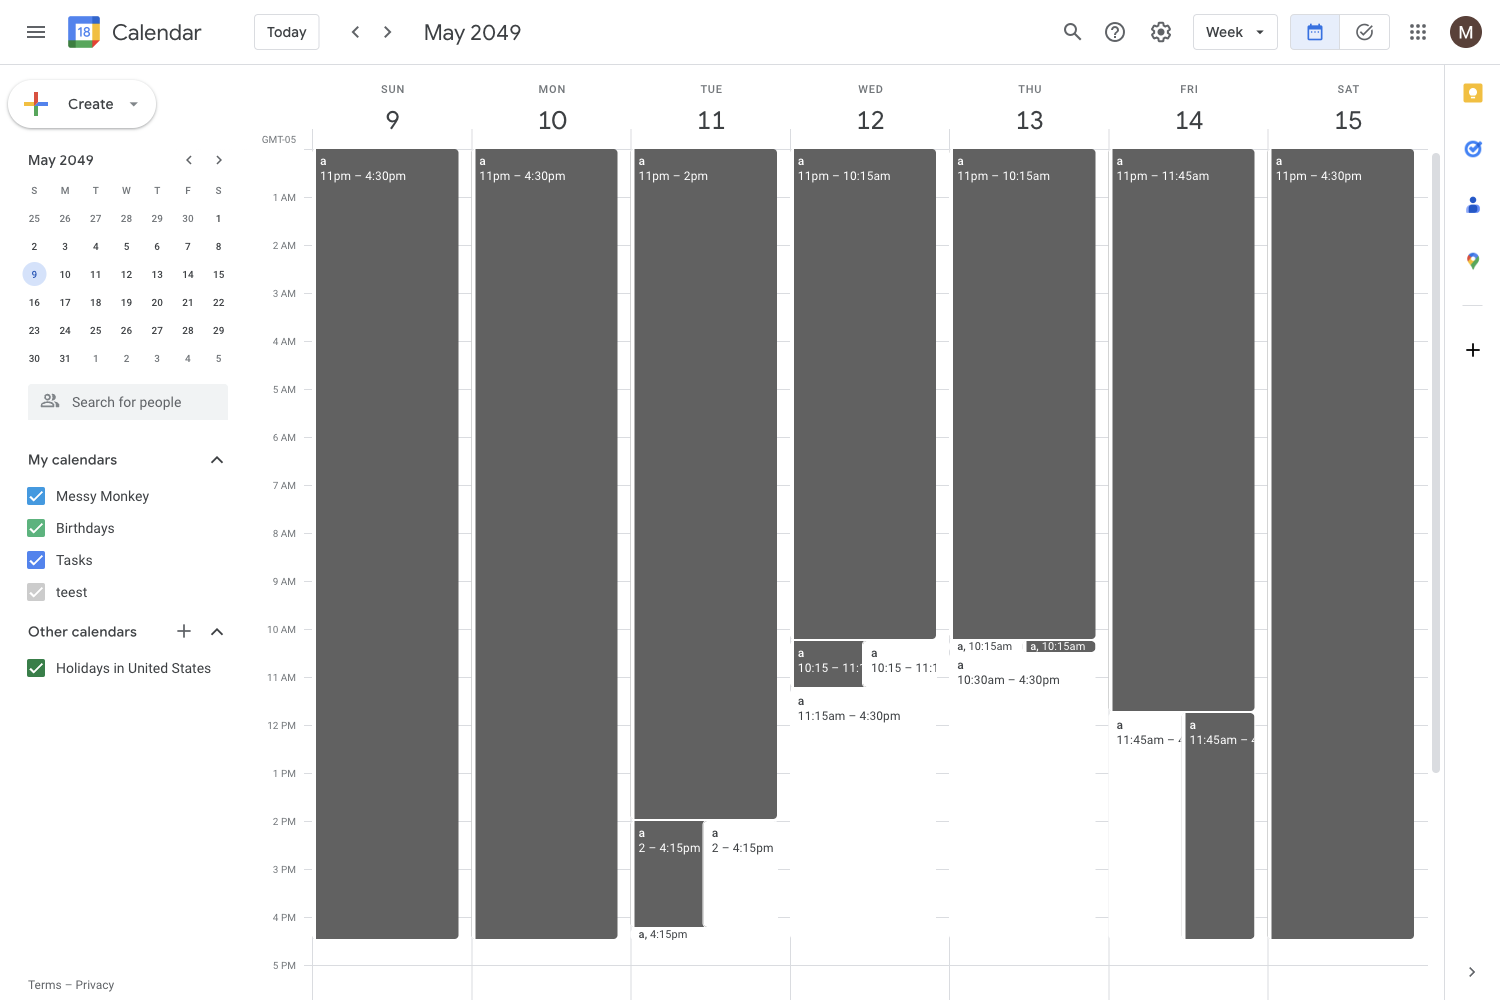 18 Calendar
Today
May 2049
Week
M
Create
May 2049
S M T W T F S
25 26 27 28 29 30 1
2 3 4 5 6 7 8
9 10 11 12 13 14 15
16 17 18 19 20 21 22
23 24 25 26 27 28 29
30 31 1 2 3 4 5
Search for people
My calendars
Messy Monkey
Birthdays
Tasks
teest
Other calendars
Holidays in United States
Terms – Privacy
GMT-05
SUN MON TUE WED THU FRI SAT
9 10 11 12 13 14 15
1 AM
2 AM
3 AM
4 AM
5 AM
6 AM
7 AM
8 AM
9 AM
10 AM
11 AM
12 PM
1 PM
2 PM
3 PM
4 PM
5 PM
a
11pm – 4:30pm
a
11pm – 4:30pm
a
11pm – 2pm
a
2 – 4:15pm
a
2 – 4:15pm
a, 4:15pm
a
11pm – 10:15am
a
10:15 – 11:1
a
10:15 – 11:1
a
11:15am – 4:30pm
a
11pm – 10:15am
a, 10:15am
a, 10:15am
a
10:30am – 4:30pm
a
11pm – 11:45am
a
11:45am – 4
a
11:45am – 4
a
11pm – 4:30pm